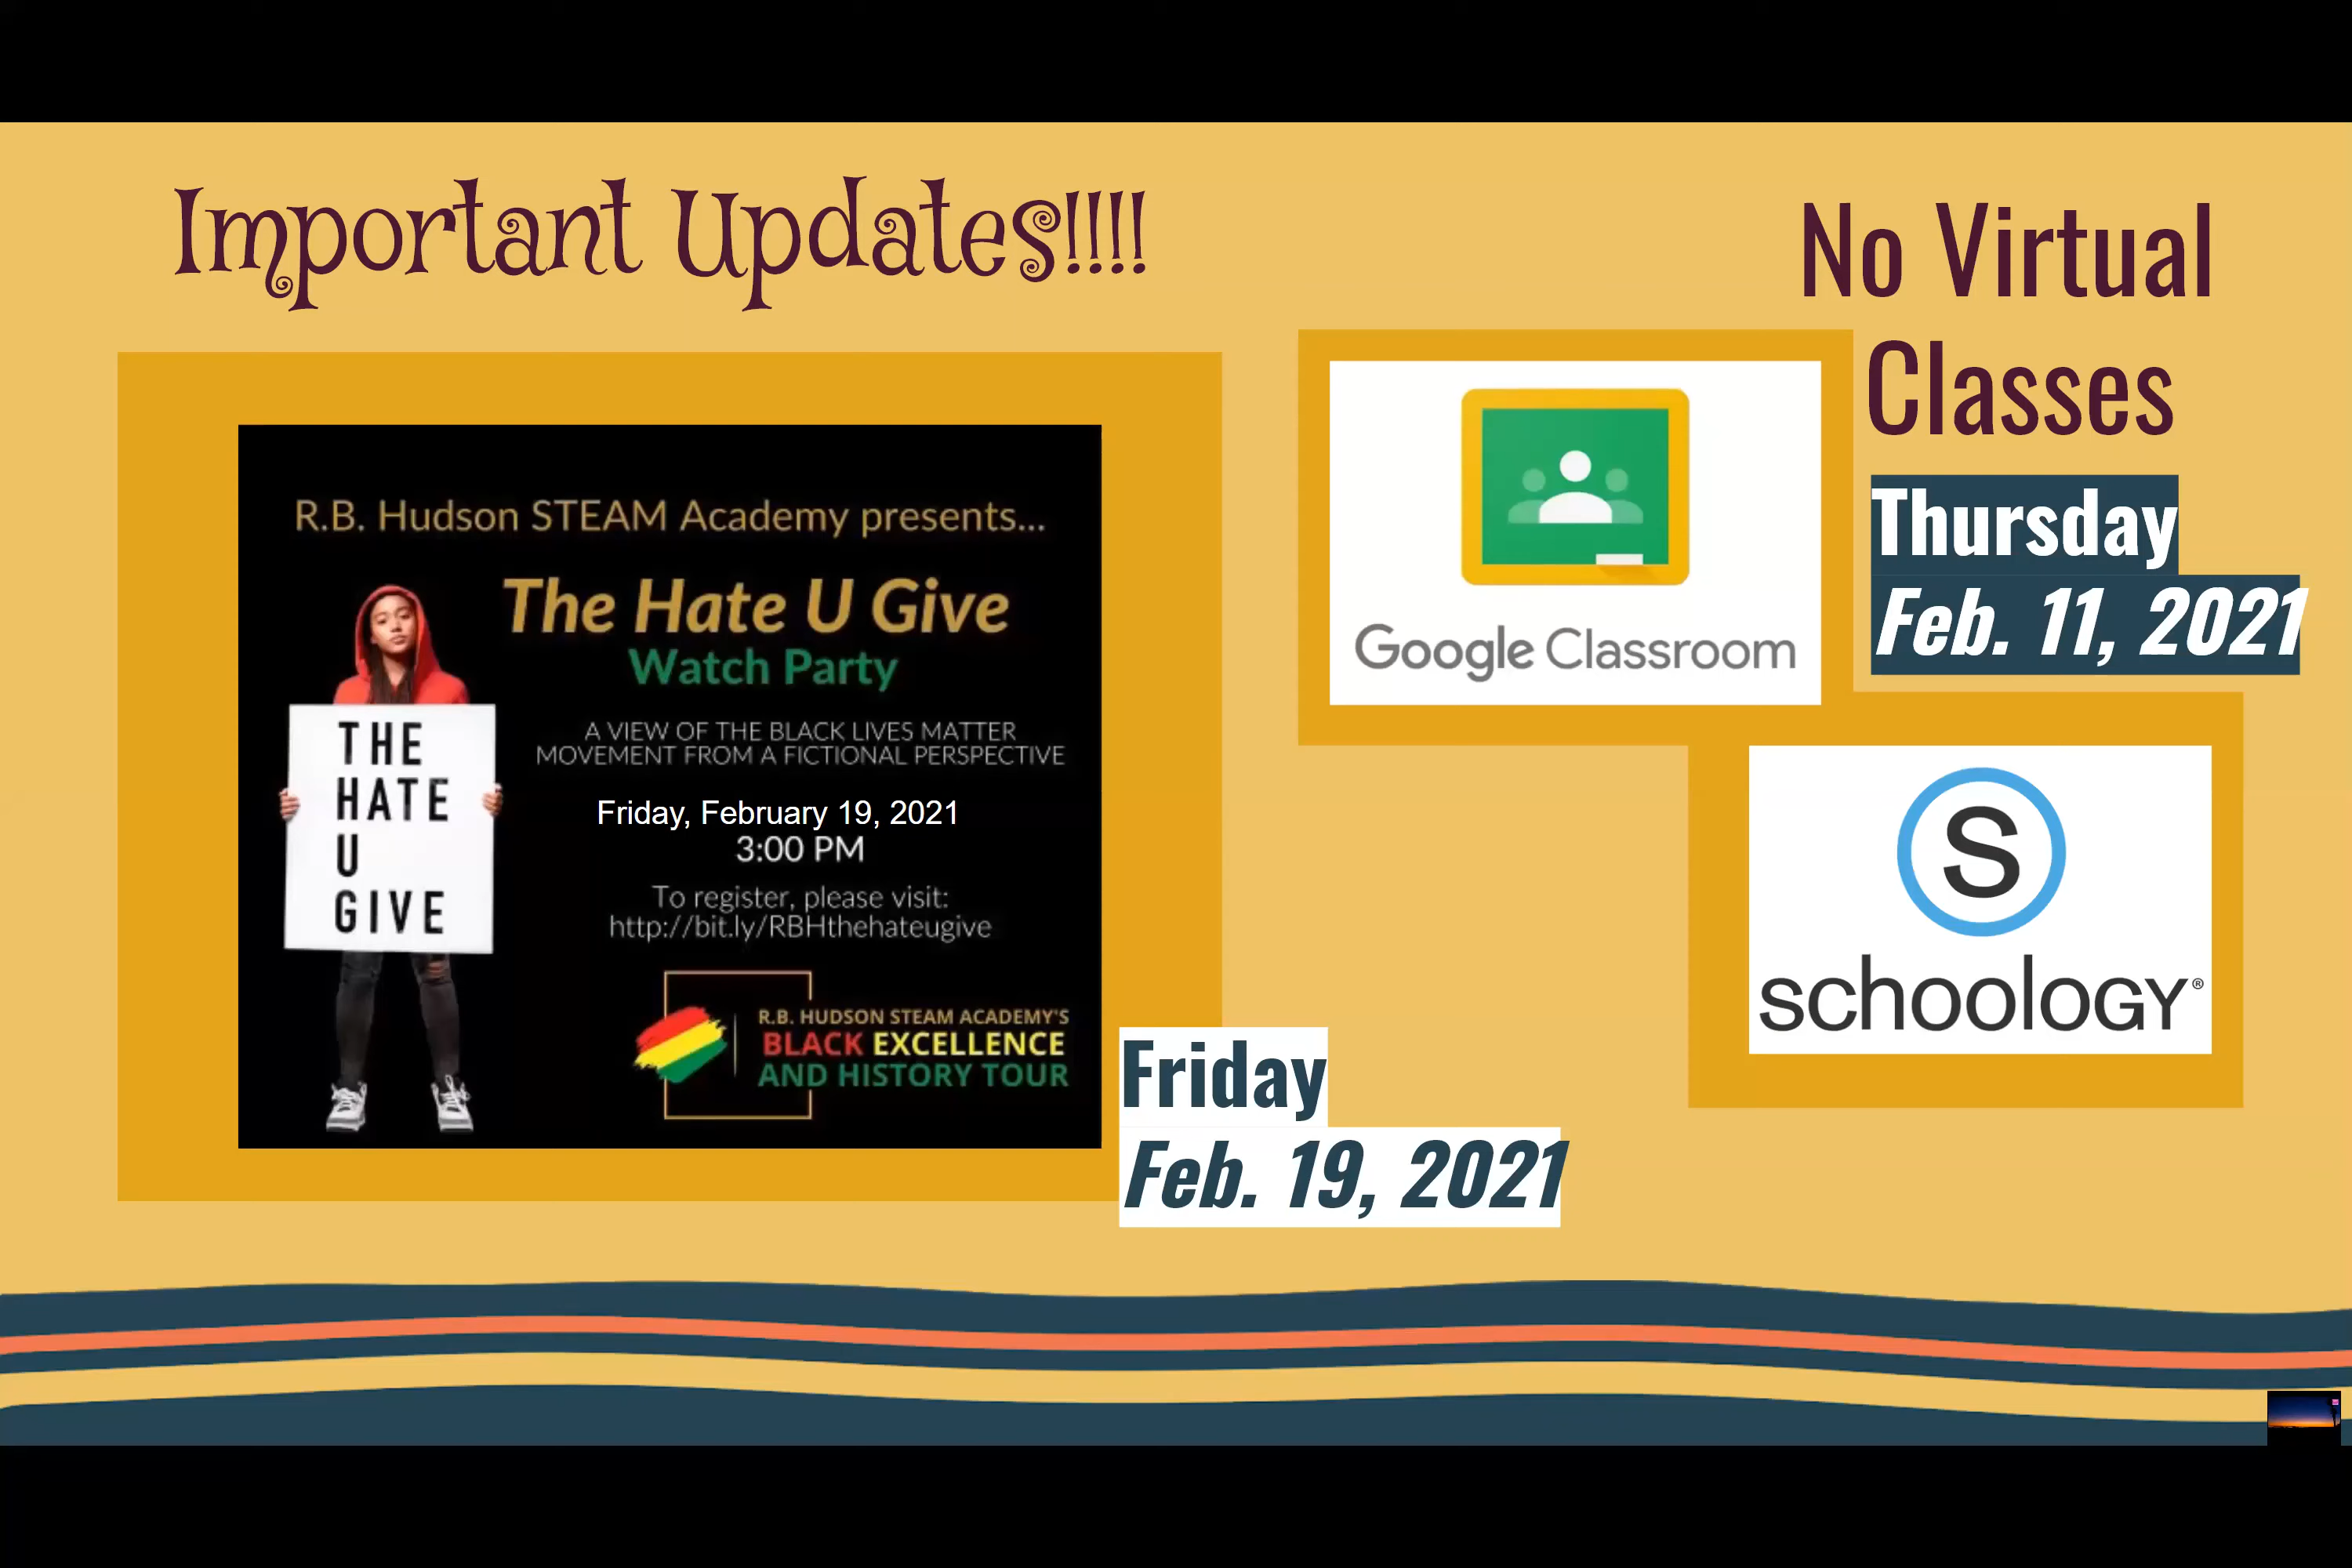 Important Updates!!!!
R.B. Hudson STEAM Academy presents...
The Hate U Give
Watch Party
A VIEW OF THE BLACK LIVES MATTER
MOVEMENT FROM A FICTIONAL PERSPECTIVE
Friday, February 19, 2021
3:00 PM
To register, please visit:
http://bit.ly/RBHthehateugive
THE
HATE
U
GIVE
R.B. HUDSON STEAM ACADEMY'S
BLACK EXCELLENCE
AND HISTORY TOUR
Friday
Feb. 19, 2021
No Virtual
Classes
Thursday
Feb. 11, 2021
Google Classroom
S
schooloGY®